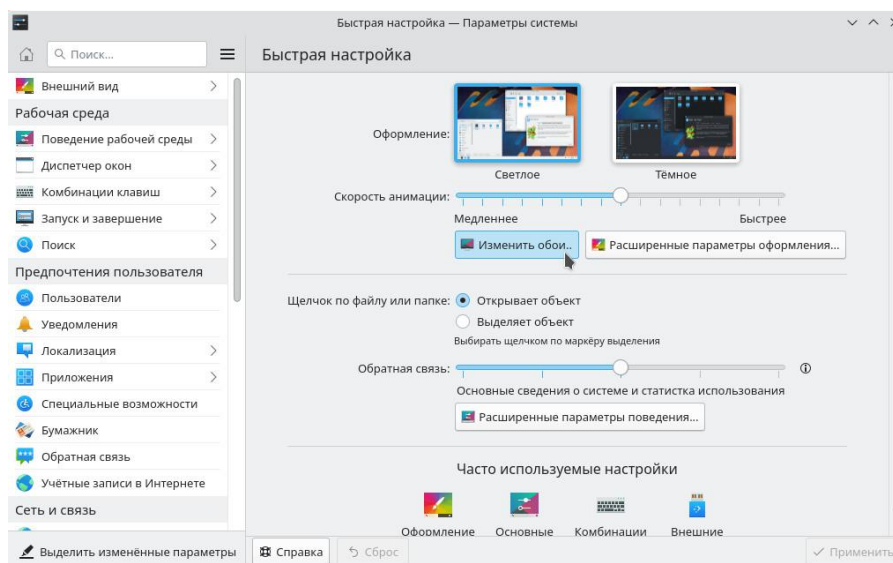 Быстрая настройка — Параметры системы
Поиск...
Быстрая настройка
Внешний вид
Рабочая среда
Поведение рабочей среды
Диспетчер окон
Комбинации клавиш
Запуск и завершение
Поиск
Предпочтения пользователя
Пользователи
Уведомления
Локализация
Приложения
Специальные возможности
Бумажник
Обратная связь
Учётные записи в Интернете
Сеть и связь
Выделить изменённые параметры
Оформление:
Светлое
Тёмное
Скорость анимации:
Медленнее
Быстрее
Изменить обои..
Расширенные параметры оформления...
Щелчок по файлу или папке:
Открывает объект
Выделяет объект
Выбирать щелчком по маркёру выделения
Обратная связь:
Основные сведения о системе и статистка использования
Расширенные параметры поведения...
Часто используемые настройки
Оформление
Основные
Комбинации
Внешние
Справка
Сброс
Применить